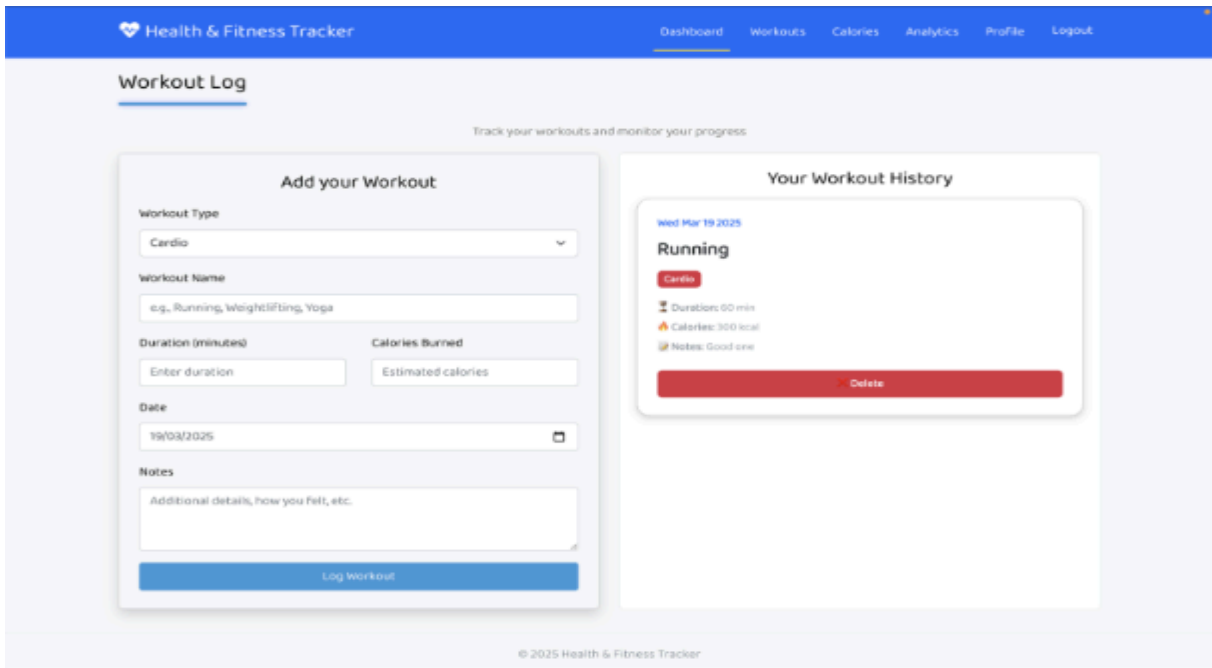 Health & Fitness Tracker
Dashboard Workouts Calories Analytics Profile Logout
Workout Log
Track your workouts and monitor your progress
Add your Workout
Workout Type
Cardio
Workout Name
e.g., Running, Weightlifting, Yoga
Duration (minutes) Calories Burned
Enter duration Estimated calories
Date
19/03/2025
Notes
Additional details, how you felt, etc.
Log Workout
Your Workout History
Wed Mar 19 2025
Running
Cardio
Duration: 60 min
Calories: 300 kcal
Notes: Good one
Delete
© 2025 Health & Fitness Tracker